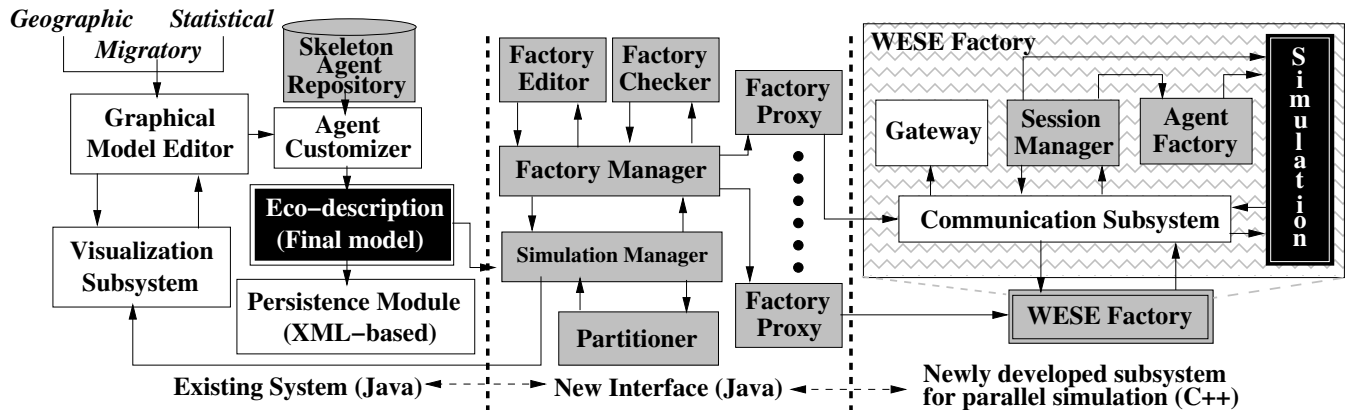 Geographic Statistical
Migratory
Skeleton
Agent
Repository
Graphical
Model Editor
Agent
Customizer
Eco−description
(Final model)
Visualization
Subsystem
Persistence Module
(XML−based)
Existing System (Java)
Factory
Editor
Factory
Checker
Factory
Proxy
Factory Manager
Simulation Manager
Partitioner
Factory
Proxy
New Interface (Java)
WESE Factory
Gateway
Session
Manager
Agent
Factory
Simulation
Communication Subsystem
WESE Factory
Newly developed subsystem
for parallel simulation (C++)